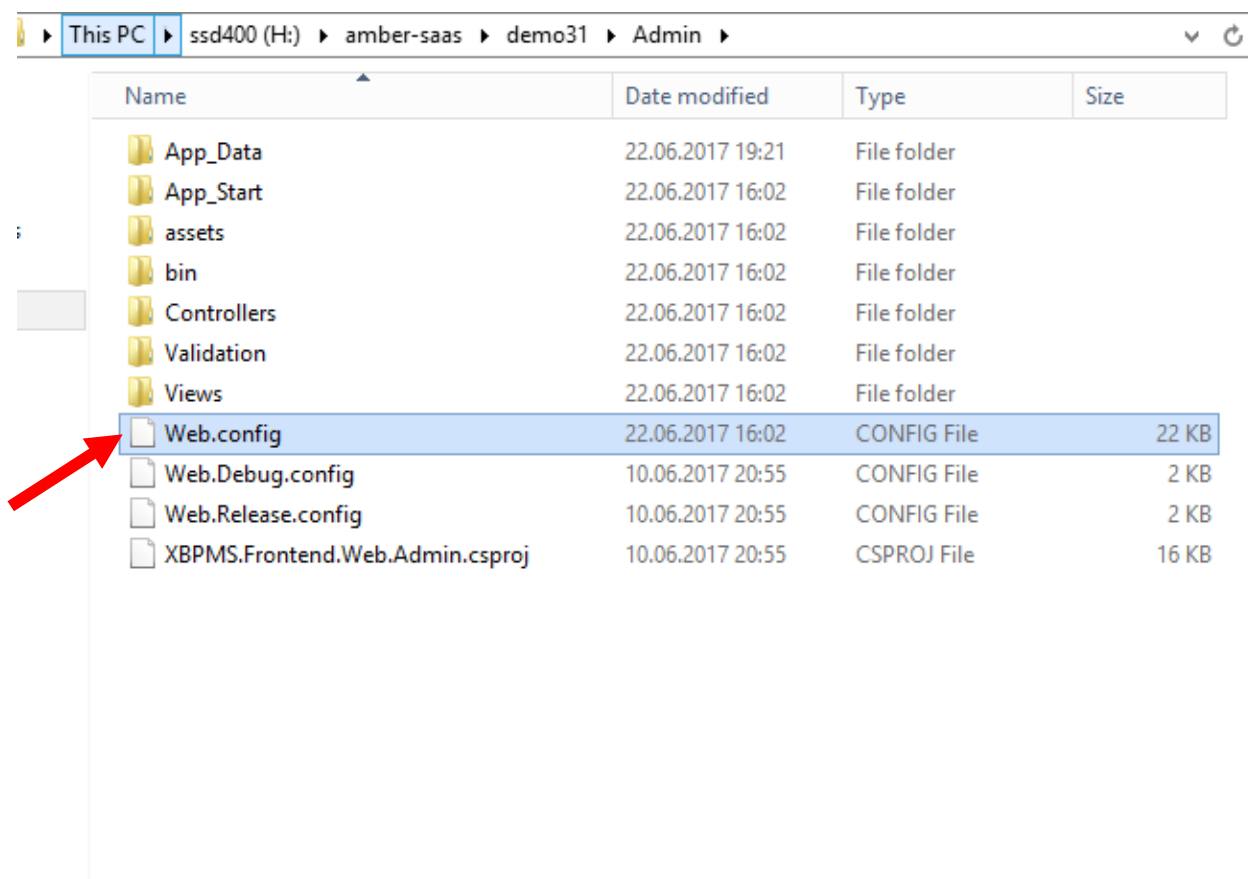 This PC ssd400 (H:) amber-saas demo31 Admin
Name Date modified Type Size
App_Data 22.06.2017 19:21 File folder
App_Start 22.06.2017 16:02 File folder
assets 22.06.2017 16:02 File folder
bin 22.06.2017 16:02 File folder
Controllers 22.06.2017 16:02 File folder
Validation 22.06.2017 16:02 File folder
Views 22.06.2017 16:02 File folder
Web.config 22.06.2017 16:02 CONFIG File 22 KB
Web.Debug.config 10.06.2017 20:55 CONFIG File 2 KB
Web.Release.config 10.06.2017 20:55 CONFIG File 2 KB
XBPMS.Frontend.Web.Admin.csproj 10.06.2017 20:55 CSPROJ File 16 KB